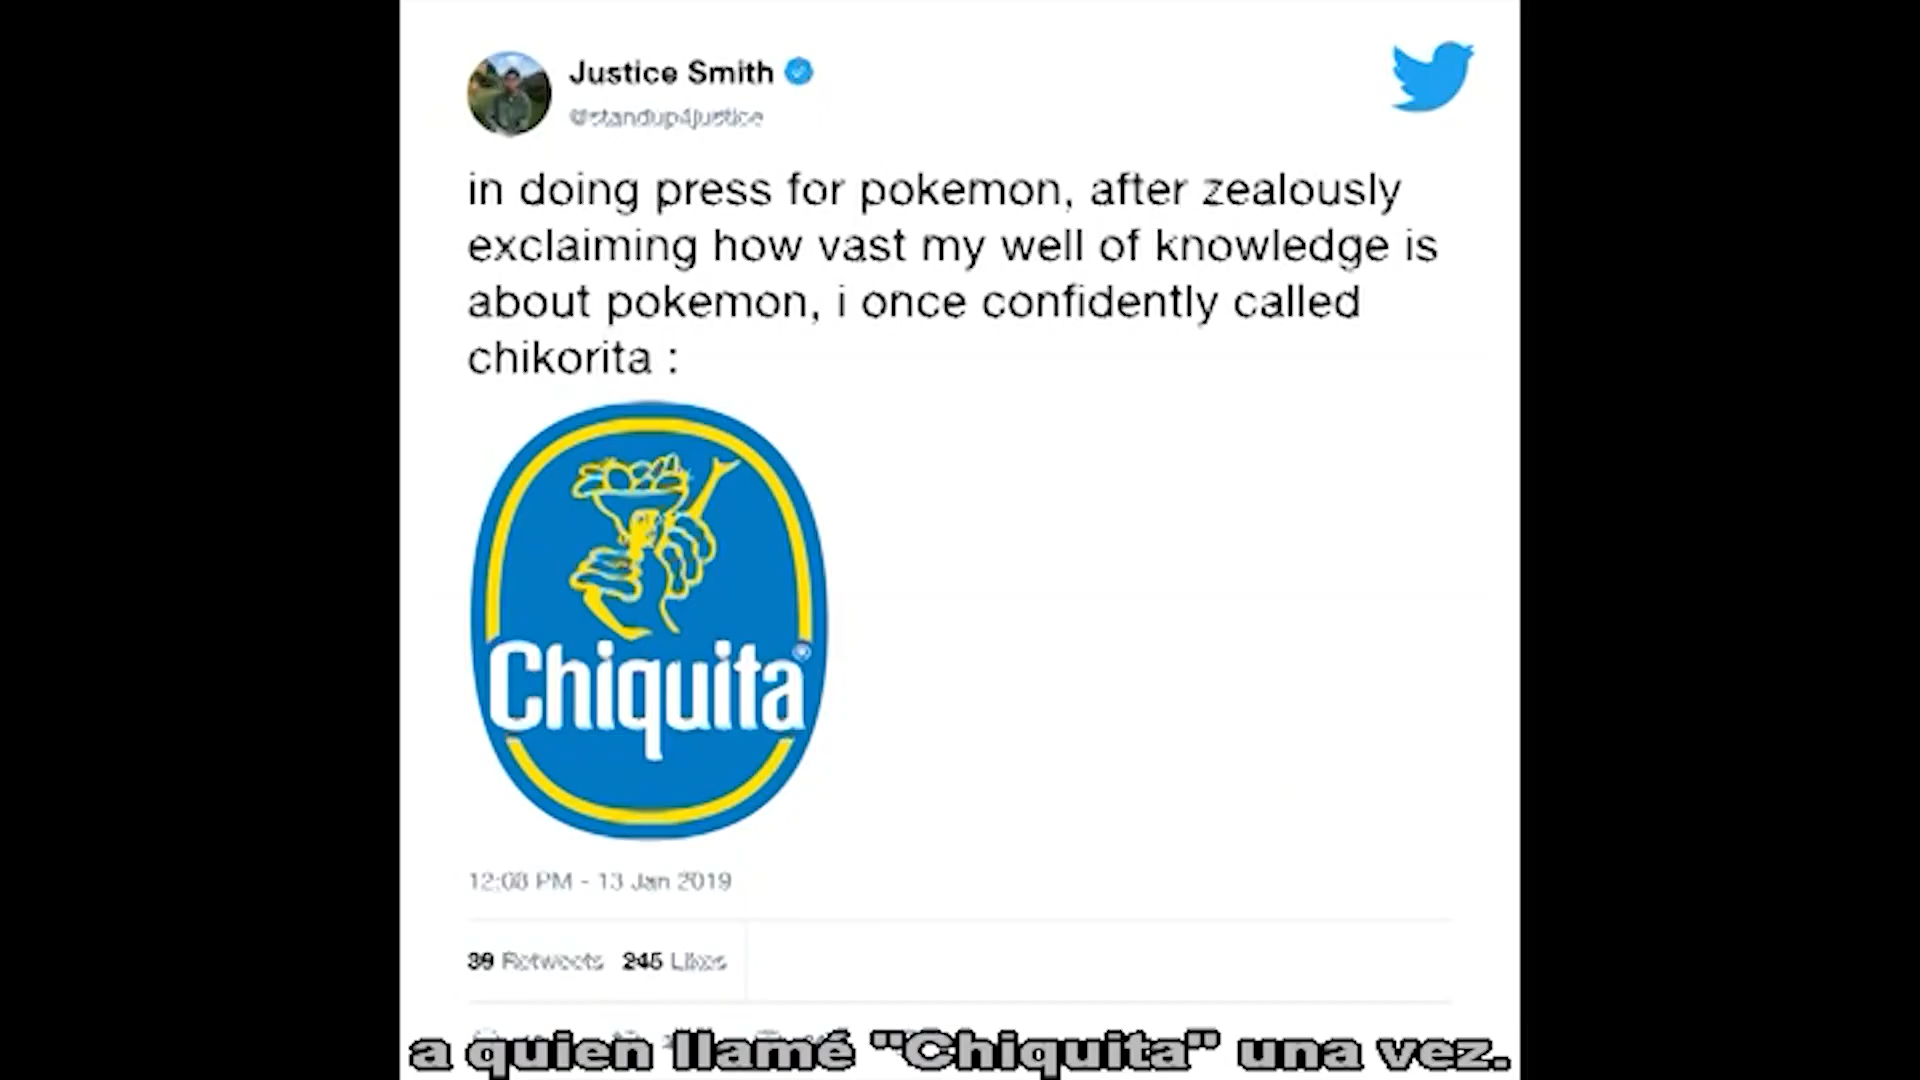 Justice Smith
@standup4justice
in doing press for pokemon, after zealously
exclaiming how vast my well of knowledge is
about pokemon, i once confidently called
chikorita :
Chiquita®
12:08 PM - 13 Jan 2019
39 Retweets 245 Likes
a quien llamé "Chiquita" una vez.